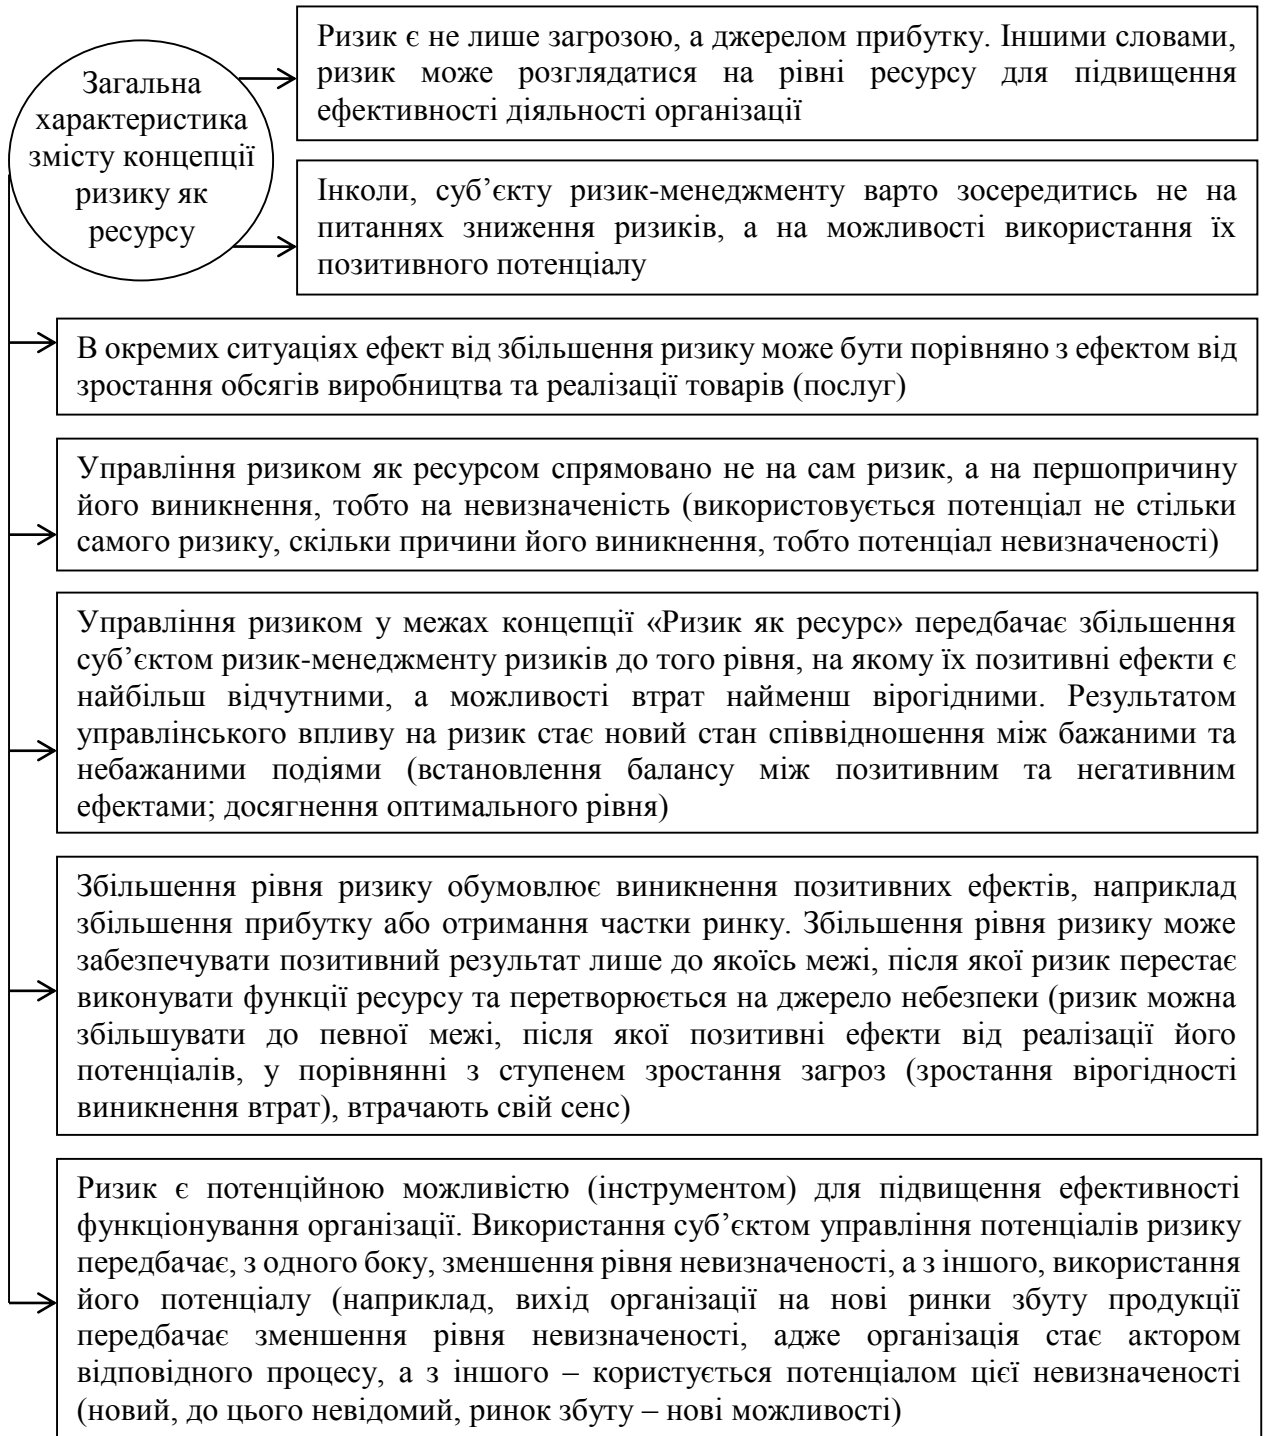 Загальна
характеристика
змісту концепції
ризику як
ресурсу
Ризик є не лише загрозою, а джерелом прибутку. Іншими словами,
ризик може розглядатися на рівні ресурсу для підвищення
ефективності діяльності організації
Інколи, суб’єкту ризик-менеджменту варто зосередитись не на
питаннях зниження ризиків, а на можливості використання їх
позитивного потенціалу
В окремих ситуаціях ефект від збільшення ризику може бути порівняно з ефектом від
зростання обсягів виробництва та реалізації товарів (послуг)
Управління ризиком як ресурсом спрямовано не на сам ризик, а на першопричину
його виникнення, тобто на невизначеність (використовується потенціал не стільки
самого ризику, скільки причини його виникнення, тобто потенціал невизначеності)
Управління ризиком у межах концепції «Ризик як ресурс» передбачає збільшення
суб’єктом ризик-менеджменту ризиків до того рівня, на якому їх позитивні ефекти є
найбільш відчутними, а можливості втрат найменш вірогідними. Результатом
управлінського впливу на ризик стає новий стан співвідношення між бажаними та
небажаними подіями (встановлення балансу між позитивним та негативним
ефектами; досягнення оптимального рівня)
Збільшення рівня ризику обумовлює виникнення позитивних ефектів, наприклад
збільшення прибутку або отримання частки ринку. Збільшення рівня ризику може
забезпечувати позитивний результат лише до якоїсь межі, після якої ризик перестає
виконувати функції ресурсу та перетворюється на джерело небезпеки (ризик можна
збільшувати до певної межі, після якої позитивні ефекти від реалізації його
потенціалів, у порівнянні з ступенем зростання загроз (зростання вірогідності
виникнення втрат), втрачають свій сенс)
Ризик є потенційною можливістю (інструментом) для підвищення ефективності
функціонування організації. Використання суб’єктом управління потенціалів ризику
передбачає, з одного боку, зменшення рівня невизначеності, а з іншого, використання
його потенціалу (наприклад, вихід організації на нові ринки збуту продукції
передбачає зменшення рівня невизначеності, адже організація стає актором
відповідного процесу, а з іншого – користується потенціалом цієї невизначеності
(новий, до цього невідомий, ринок збуту – нові можливості)